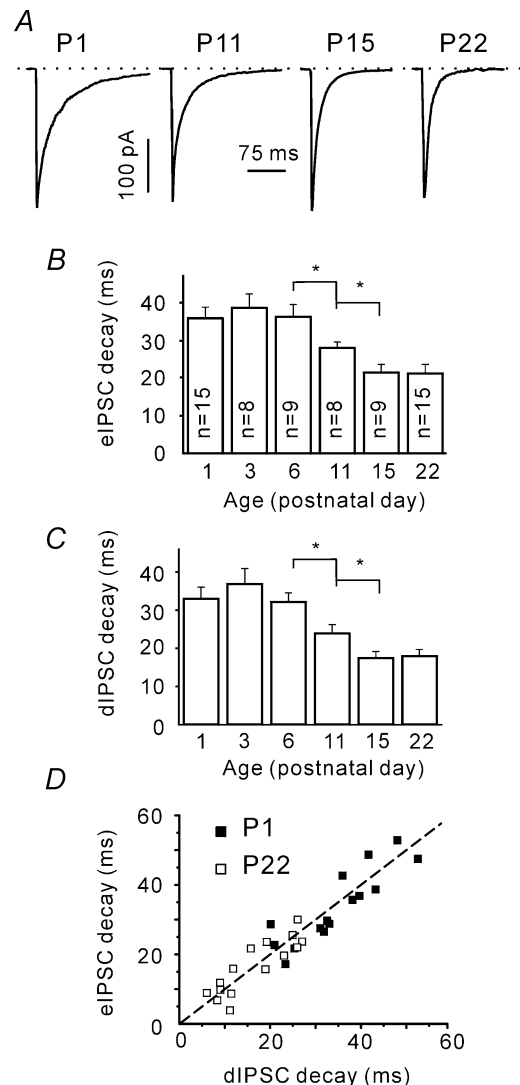 A
P1 P11 P15 P22
100 pA
75 ms
B
eIPSC decay (ms)
40
30
20
10
0
n=15 n=8 n=9 n=8 n=9 n=15
* *
1 3 6 11 15 22
Age (postnatal day)
C
dIPSC decay (ms)
40
30
20
10
0
* *
1 3 6 11 15 22
Age (postnatal day)
D
eIPSC decay (ms)
60
40
20
0
P1
P22
0 20 40 60
dIPSC decay (ms)